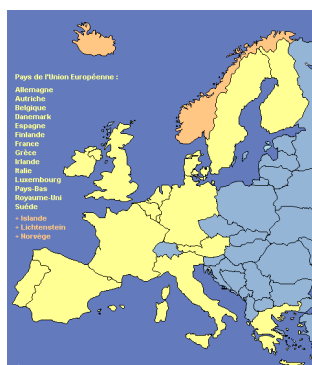 Pays de l'Union Européenne :
Allemagne
Autriche
Belgique
Danemark
Espagne
Finlande
France
Grèce
Irlande
Italie
Luxembourg
Pays-Bas
Royaume-Uni
Suéde
+ Islande
+ Lichtenstein
+ Norvège